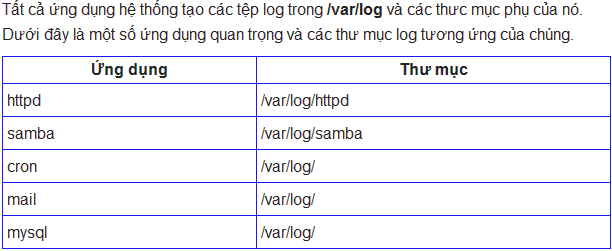 Tất cả ứng dụng hệ thống tạo các tệp log trong /var/log và các thưc mục phụ của nó.
Dưới đây là một số ứng dụng quan trọng và các thư mục log tương ứng của chúng.
Ứng dụng Thư mục
httpd /var/log/httpd
samba /var/log/samba
cron /var/log/
mail /var/log/
mysql /var/log/